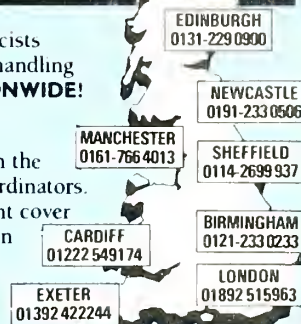 cists
handling
NWIDE!
n the
rdinators.
nt cover
n
EDINBURGH
0131-229 0900
NEWCASTLE
0191-233 0506
MANCHESTER
0161-766 4013
SHEFFIELD
0114-2699 937
BIRMINGHAM
0121-233 0233
CARDIFF
01222 549174
LONDON
01892 515963
EXETER
01392 422244